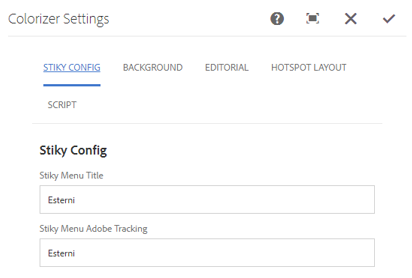 Colorizer Settings
STIKY CONFIG BACKGROUND EDITORIAL HOTSPOT LAYOUT
SCRIPT
Stiky Config
Stiky Menu Title
Esterni
Stiky Menu Adobe Tracking
Esterni